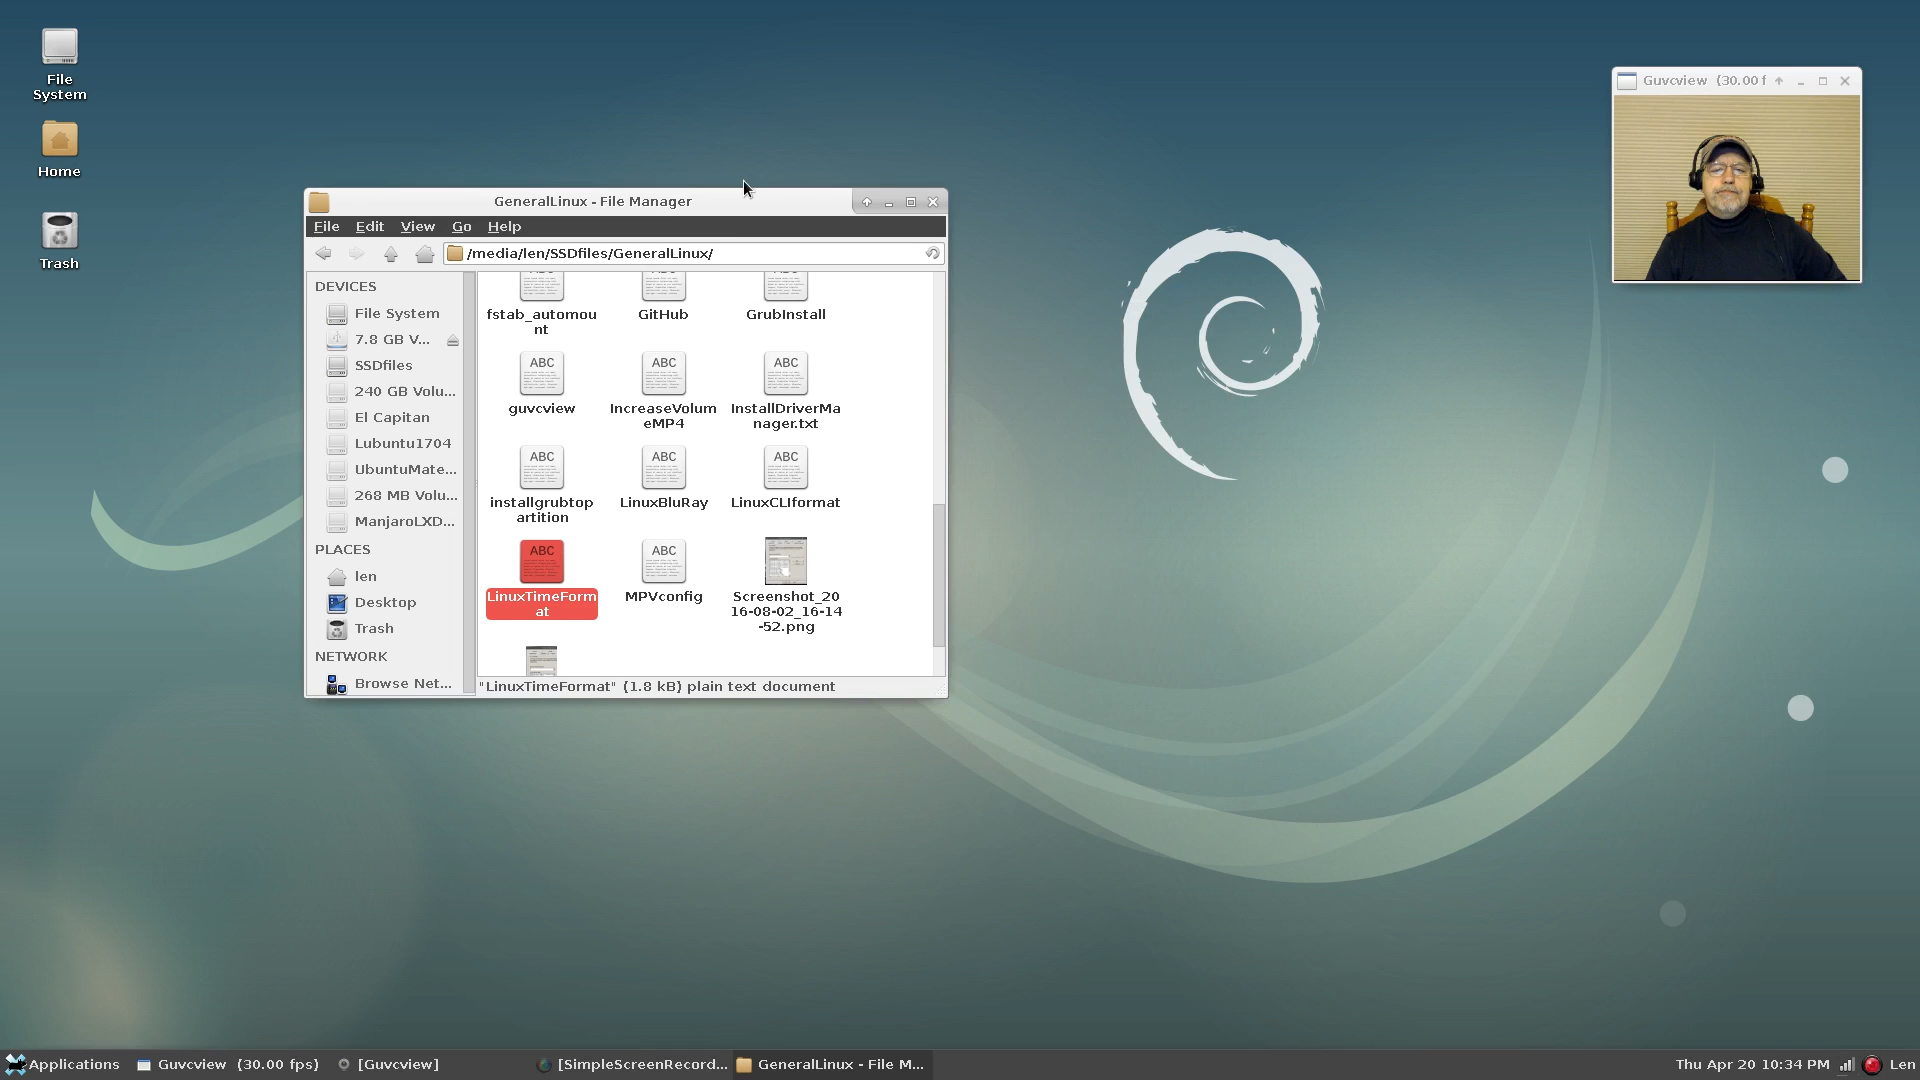 File
System
Home
Trash
GeneralLinux - File Manager
File Edit View Go Help
/media/len/SSDfiles/GeneralLinux/
DEVICES
File System
7.8 GB V...
SSDfiles
240 GB Volu...
El Capitan
Lubuntu1704
UbuntuMate...
268 MB Volu...
ManjaroLXD...
PLACES
len
Desktop
Trash
NETWORK
Browse Net...
fstab_automou
nt
GitHub
GrubInstall
ABC
guvcview
ABC
IncreaseVolum
eMP4
ABC
InstallDriverMa
nager.txt
ABC
installgrubtop
artition
ABC
LinuxBluRay
ABC
LinuxCLIformat
ABC
LinuxTimeForm
at
ABC
MPVconfig
Screenshot_20
16-08-02_16-14
-52.png
"LinuxTimeFormat" (1.8 kB) plain text document
Guvcview (30.00 f
Applications
Guvcview (30.00 fps)
[Guvcview]
[SimpleScreenRecord...
GeneralLinux - File M...
Thu Apr 20 10:34 PM
Len